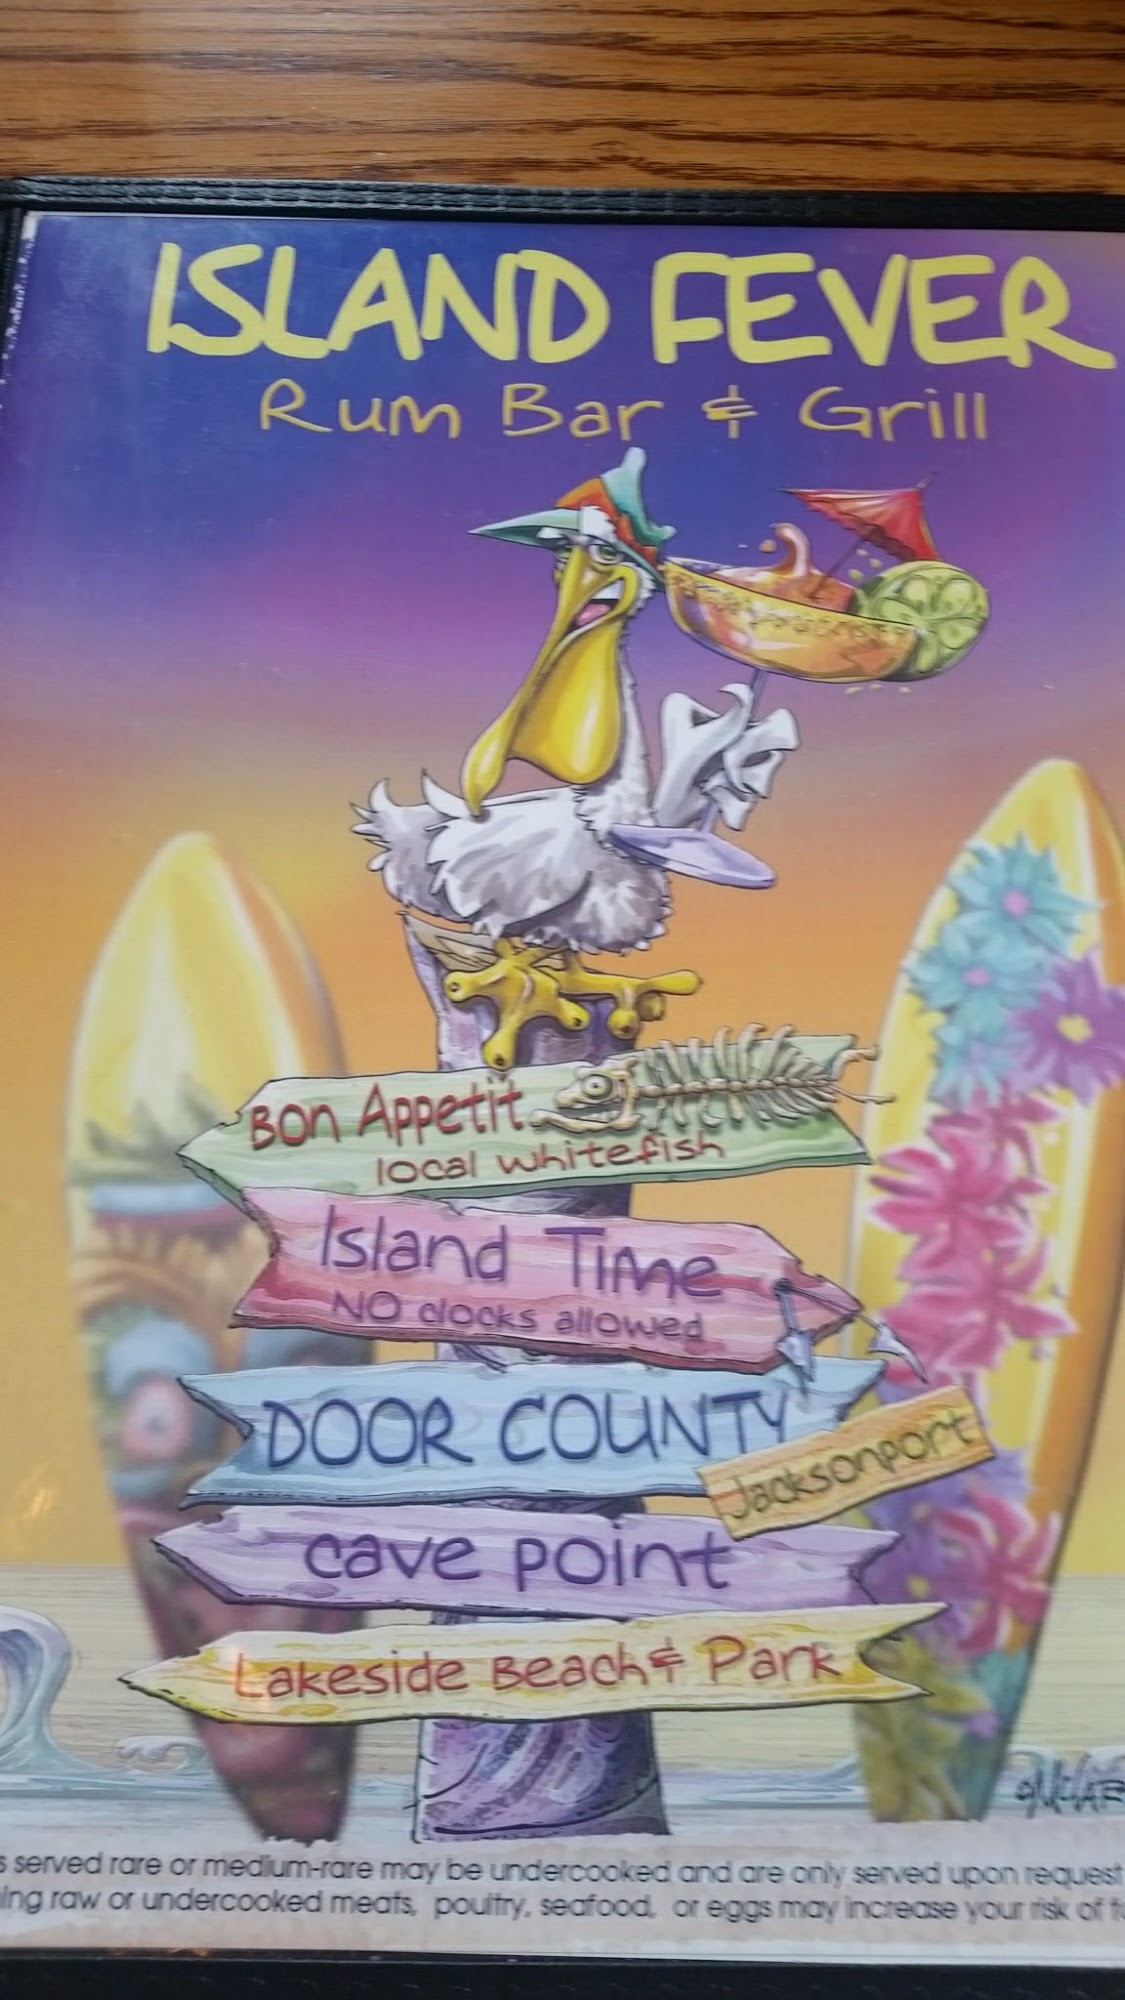 ISLAND FEVER
Rum Bar & Grill
Bon Appetit
local whitefish
Island Time
NO clocks allowed
DOOR COUNTY
Jacksonport
cave point
Lakeside Beach & Park
served rare or medium-rare may be undercooked and are only served upon request
raw or undercooked meats, poultry, seafood, or eggs may increase your risk of